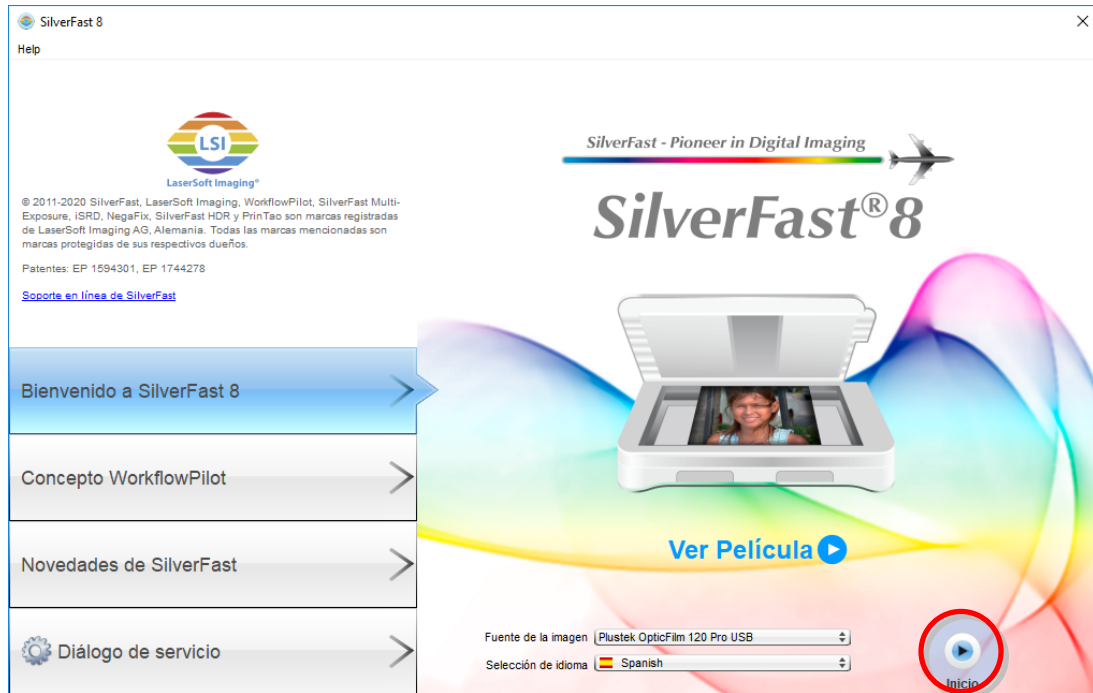 SilverFast 8
Help
LSI
LaserSoft Imaging®
© 2011-2020 SilverFast, LaserSoft Imaging, WorkflowPilot, SilverFast Multi-
Exposure, iSRD, NegaFix, SilverFast HDR y PrinTao son marcas registradas
de LaserSoft Imaging AG, Alemania. Todas las marcas mencionadas son
marcas protegidas de sus respectivos dueños.
Patentes: EP 1594301, EP 1744278
Soporte en línea de SilverFast
Bienvenido a SilverFast 8
Concepto WorkflowPilot
Novedades de SilverFast
Diálogo de servicio
SilverFast - Pioneer in Digital Imaging
SilverFast®8
Ver Película
Fuente de la imagen Plustek OpticFilm 120 Pro USB
Selección de idioma Spanish
Inicio